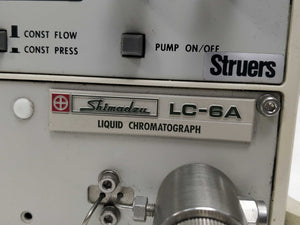 CONST FLOW
CONST PRESS
PUMP ON/OFF
Struers
Shimadzu LC-6A
LIQUID CHROMATOGRAPH